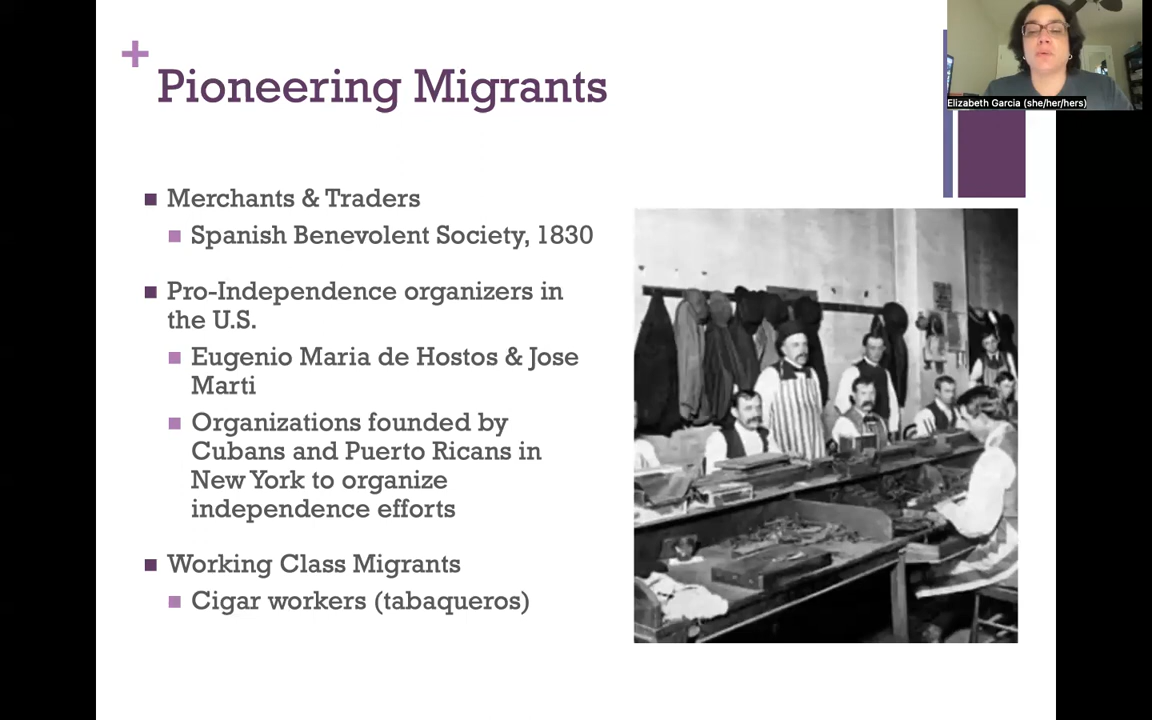 +
Pioneering Migrants
Elizabeth Garcia (she/her/hers)
Merchants & Traders
Spanish Benevolent Society, 1830
Pro-Independence organizers in
the U.S.
Eugenio Maria de Hostos & Jose
Marti
Organizations founded by
Cubans and Puerto Ricans in
New York to organize
independence efforts
Working Class Migrants
Cigar workers (tabaqueros)